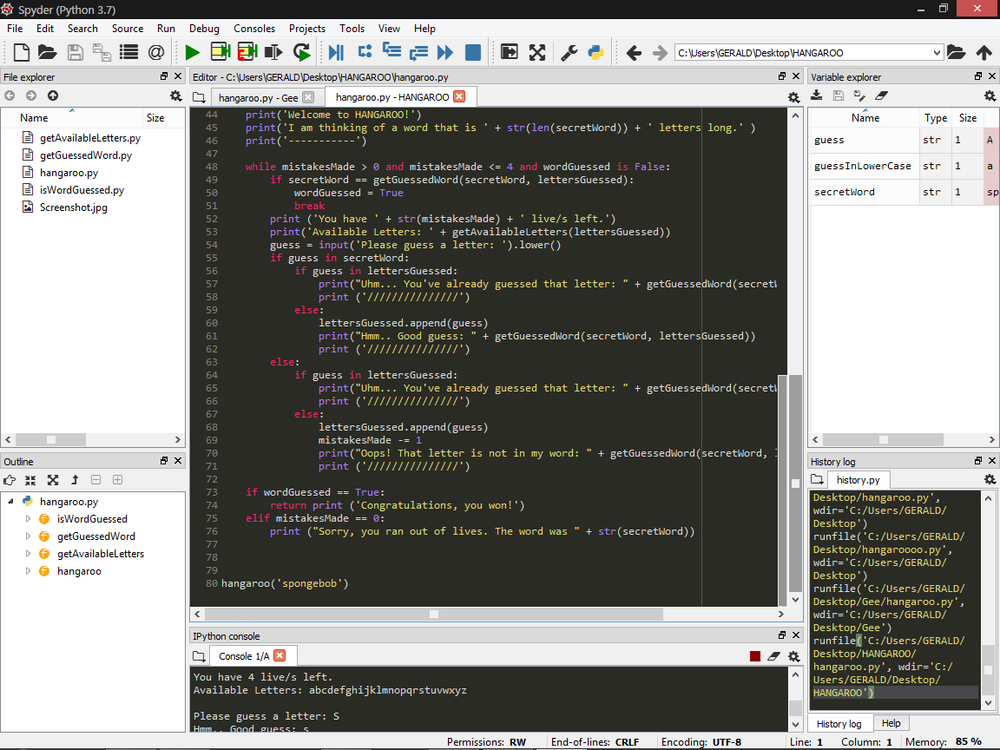 Spyder (Python 3.7)
File Edit Search Source Run Debug Consoles Projects Tools View Help
C:\Users\GERALD\Desktop\HANGAROO
File explorer
Name Size
getAvailableLetters.py
getGuessedWord.py
hangaroo.py
isWordGuessed.py
Screenshot.jpg
Outline
hangaroo.py
isWordGuessed
getGuessedWord
getAvailableLetters
hangaroo
Editor - C:\Users\GERALD\Desktop\HANGAROO\hangaroo.py
hangaroo.py - Gee hangaroo.py - HANGAROO
44 print('Welcome to HANGAROO!')
45 print('I am thinking of a word that is ' + str(len(secretWord)) + ' letters long.' )
46 print('-----------')
47
48 while mistakesMade > 0 and mistakesMade <= 4 and wordGuessed is False:
49 if secretWord == getGuessedWord(secretWord, lettersGuessed):
50 wordGuessed = True
51 break
52 print ('You have ' + str(mistakesMade) + ' live/s left.')
53 print('Available Letters: ' + getAvailableLetters(lettersGuessed))
54 guess = input('Please guess a letter: ').lower()
55 if guess in secretWord:
56 if guess in lettersGuessed:
57 print("Uhm... You've already guessed that letter: " + getGuessedWord(secretW
58 print ('///////////////')
59 else:
60 lettersGuessed.append(guess)
61 print("Hmm.. Good guess: " + getGuessedWord(secretWord, lettersGuessed))
62 print ('///////////////')
63 else:
64 if guess in lettersGuessed:
65 print("Uhm... You've already guessed that letter: " + getGuessedWord(secretW
66 print ('///////////////')
67 else:
68 lettersGuessed.append(guess)
69 mistakesMade -= 1
70 print("Oops! That letter is not in my word: " + getGuessedWord(secretWord,
71 print ('///////////////')
72
73 if wordGuessed == True:
74 return print ('Congratulations, you won!')
75 elif mistakesMade == 0:
76 print ("Sorry, you ran out of lives. The word was " + str(secretWord))
77
78
79
80 hangaroo('spongebob')
IPython console
Console 1/A
You have 4 live/s left.
Available Letters: abcdefghijklmnopqrstuvwxyz
Please guess a letter: S
Hmm.. Good guess: s
Variable explorer
Name Type Size
guess str 1 A
guessInLowerCase str 1 a
secretWord str 1 sp
History log
history.py
Desktop/hangaroo.py',
wdir='C:/Users/GERALD/
Desktop')
runfile('C:/Users/GERALD/
Desktop/hangaroooo.py',
wdir='C:/Users/GERALD/
Desktop')
runfile('C:/Users/GERALD/
Desktop/Gee/hangaroo.py',
wdir='C:/Users/GERALD/
Desktop/Gee')
runfile('C:/Users/GERALD/
Desktop/HANGAROO/
hangaroo.py', wdir='C:/
Users/GERALD/Desktop/
HANGAROO')
History log Help
Permissions: RW End-of-lines: CRLF Encoding: UTF-8 Line: 1 Column: 1 Memory: 85 %